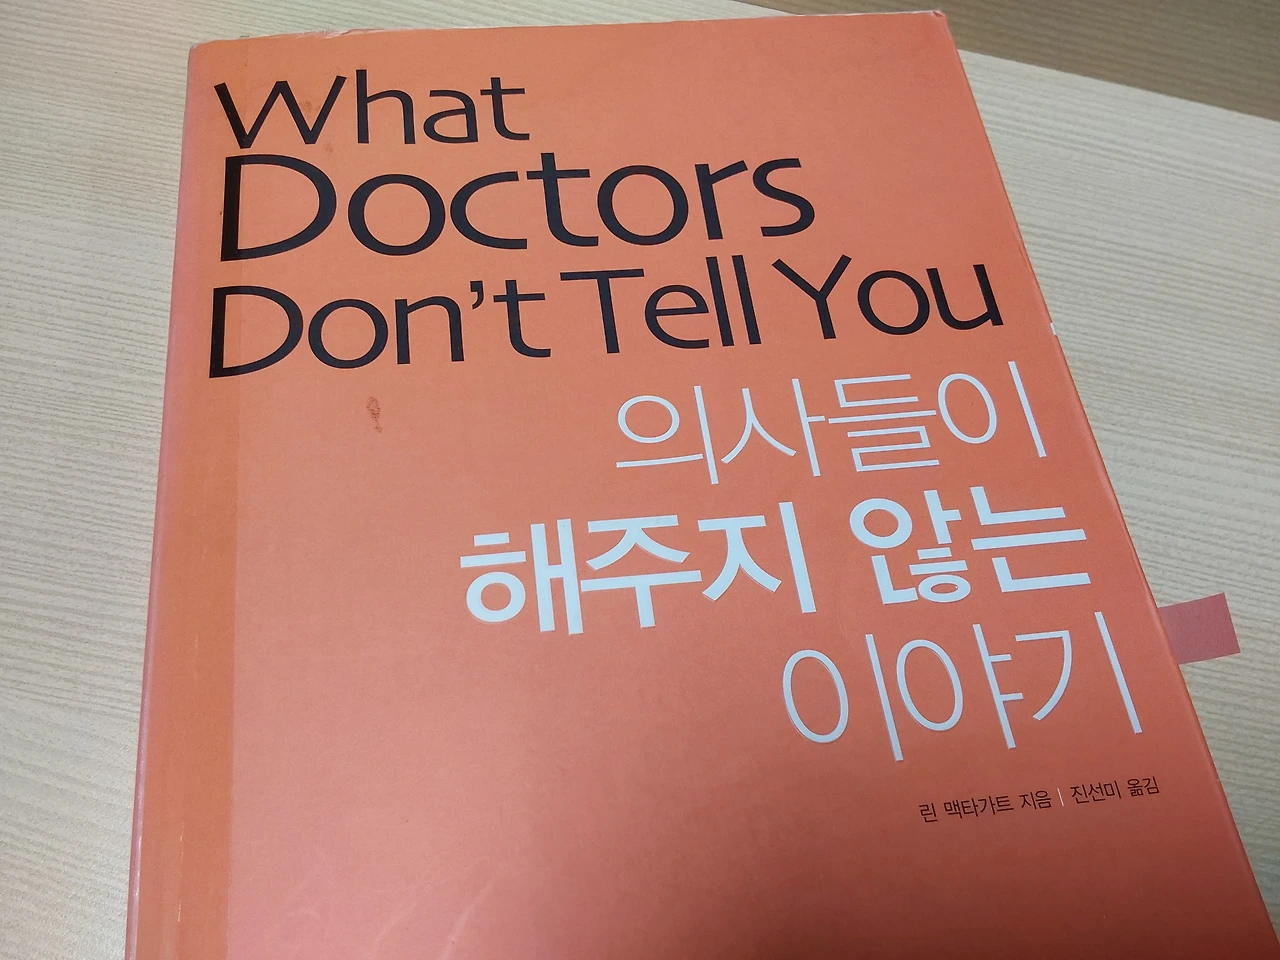 What
Doctors
Don't Tell You
의사들이
해주지 않는
이야기
린 맥타가트 지음 | 진선미 옮김